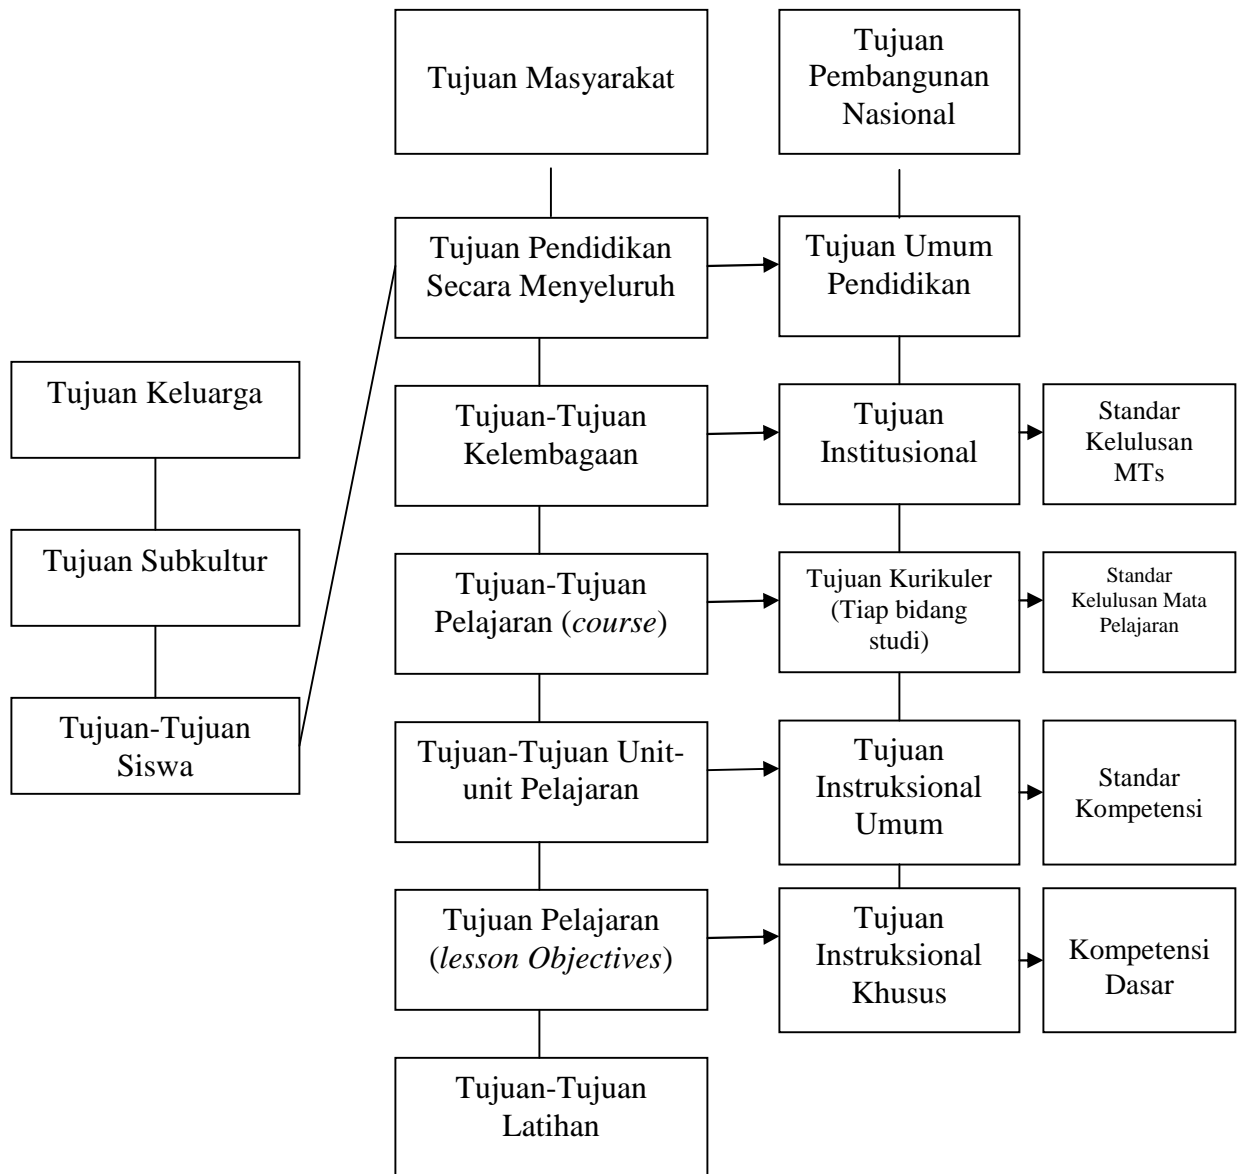 Tujuan Masyarakat
Tujuan
Pembangunan
Nasional
Tujuan Pendidikan
Secara Menyeluruh
Tujuan Umum
Pendidikan
Tujuan Keluarga
Tujuan-Tujuan
Kelembagaan
Tujuan
Institusional
Standar
Kelulusan
MTs
Tujuan Subkultur
Tujuan-Tujuan
Pelajaran (course)
Tujuan Kurikuler
(Tiap bidang
studi)
Standar
Kelulusan Mata
Pelajaran
Tujuan-Tujuan
Siswa
Tujuan-Tujuan Unit-
unit Pelajaran
Tujuan
Instruksional
Umum
Standar
Kompetensi
Tujuan Pelajaran
(lesson Objectives)
Tujuan
Instruksional
Khusus
Kompetensi
Dasar
Tujuan-Tujuan
Latihan